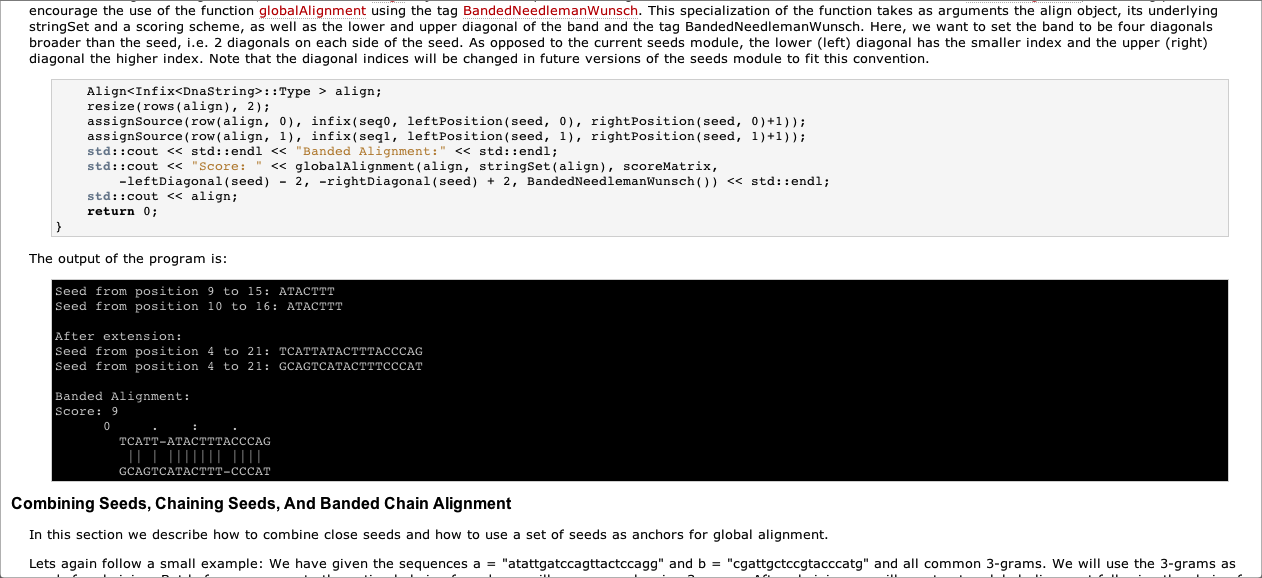 encourage the use of the function globalAlignment using the tag BandedNeedlemanWunsch. This specialization of the function takes as arguments the align object, its underlying
stringSet and a scoring scheme, as well as the lower and upper diagonal of the band and the tag BandedNeedlemanWunsch. Here, we want to set the band to be four diagonals
broader than the seed, i.e. 2 diagonals on each side of the seed. As opposed to the current seeds module, the lower (left) diagonal has the smaller index and the upper (right)
diagonal the higher index. Note that the diagonal indices will be changed in future versions of the seeds module to fit this convention.
Align<Infix<DnaString>::Type > align;
resize(rows(align), 2);
assignSource(row(align, 0), infix(seq0, leftPosition(seed, 0), rightPosition(seed, 0)+1));
assignSource(row(align, 1), infix(seq1, leftPosition(seed, 1), rightPosition(seed, 1)+1));
std::cout << std::endl << "Banded Alignment:" << std::endl;
std::cout << "Score: " << globalAlignment(align, stringSet(align), scoreMatrix,
-leftDiagonal(seed) - 2, -rightDiagonal(seed) + 2, BandedNeedlemanWunsch()) << std::endl;
std::cout << align;
return 0;
}
The output of the program is:
Seed from position 9 to 15: ATACTTT
Seed from position 10 to 16: ATACTTT
After extension:
Seed from position 4 to 21: TCATTATACTTTACCCAG
Seed from position 4 to 21: GCAGTCATACTTTCCCAT
Banded Alignment:
Score: 9
0     .    :    .
TCATT-ATACTTTACCCAG
|| | ||||||| ||||
GCAGTCATACTTT-CCCAT
Combining Seeds, Chaining Seeds, And Banded Chain Alignment
In this section we describe how to combine close seeds and how to use a set of seeds as anchors for global alignment.
Lets again follow a small example: We have given the sequences a = "atattgatccagttactccagg" and b = "cgattgctccgtacccatg" and all common 3-grams. We will use the 3-grams as